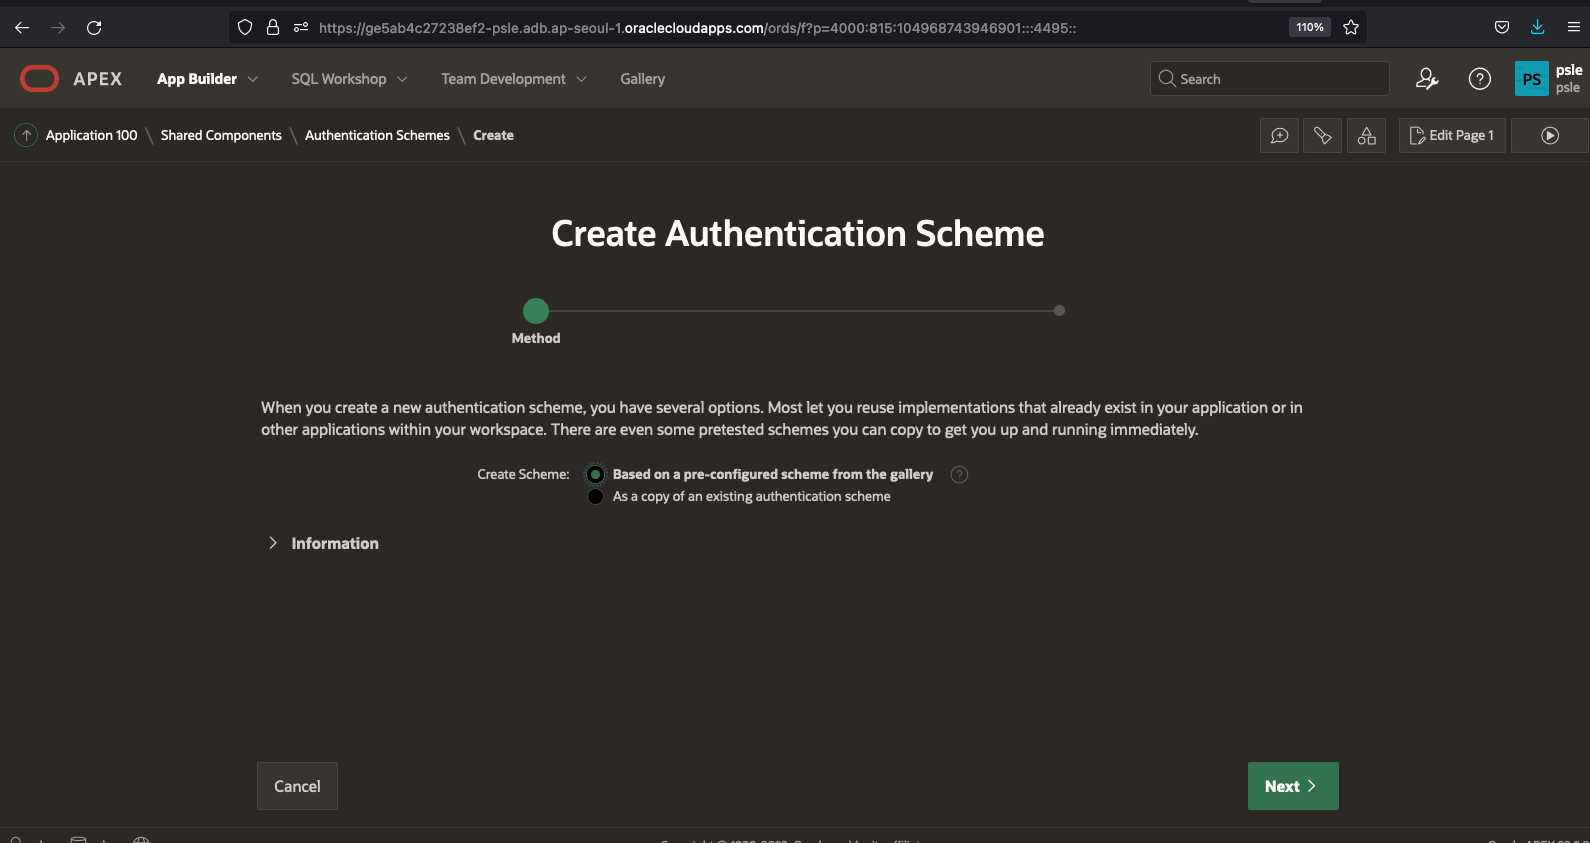 https://ge5ab4c27238ef2-psle.adb.ap-seoul-1.oraclecloudapps.com/ords/f?p=4000:815:104968743946901:::4495::
110%
APEX
App Builder
SQL Workshop
Team Development
Gallery
Search
PS
psle
psle
Application 100 \ Shared Components \ Authentication Schemes \ Create
Edit Page 1
Create Authentication Scheme
Method
When you create a new authentication scheme, you have several options. Most let you reuse implementations that already exist in your application or in
other applications within your workspace. There are even some pretested schemes you can copy to get you up and running immediately.
Create Scheme: Based on a pre-configured scheme from the gallery
As a copy of an existing authentication scheme
Information
Cancel
Next